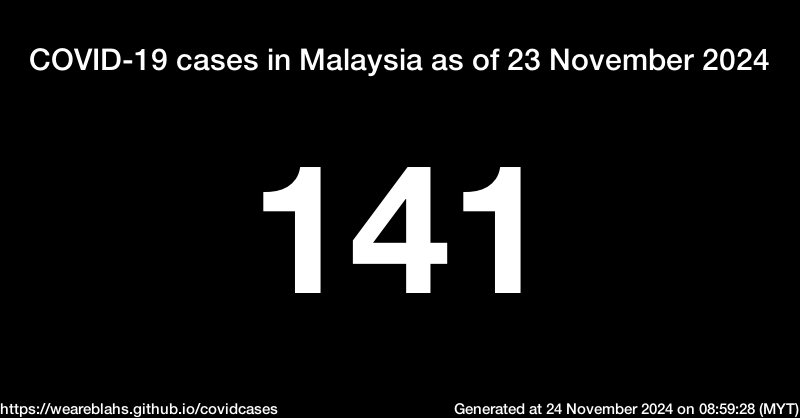 COVID-19 cases in Malaysia as of 23 November 2024
141
https://weareblahs.github.io/covidcases
Generated at 24 November 2024 on 08:59:28 (MYT)